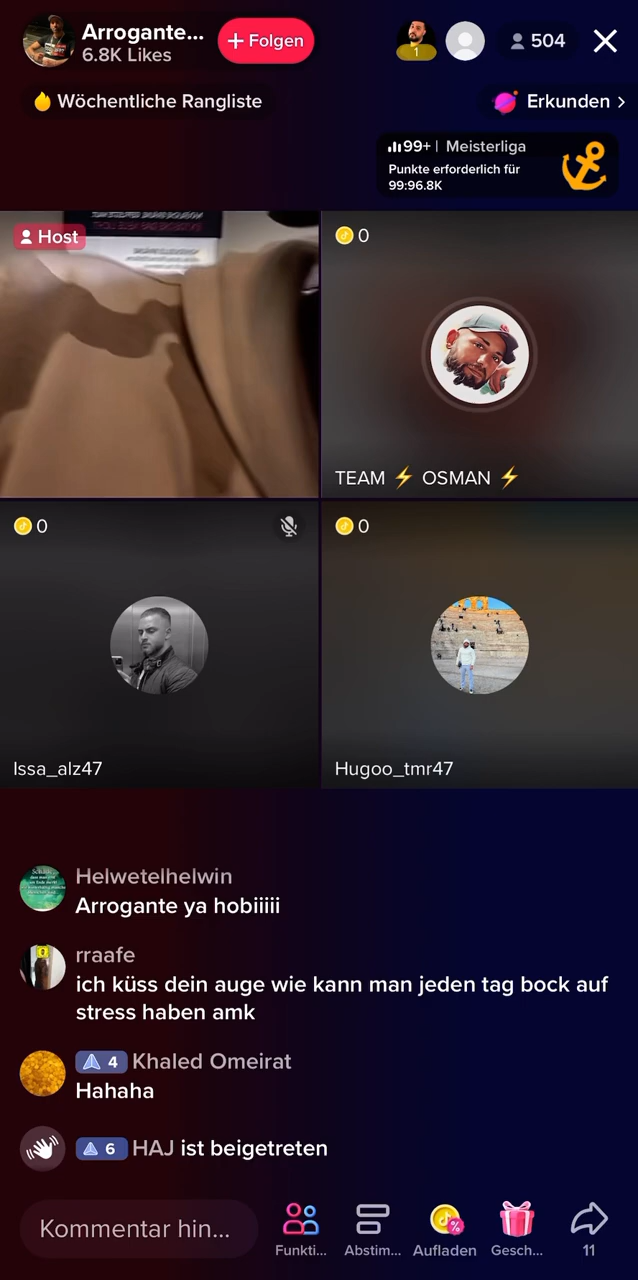 Arrogante...
6.8K Likes
+ Folgen
1
504
Wöchentliche Rangliste
Erkunden >
99+ | Meisterliga
Punkte erforderlich für
99:96.8K
Host
0
TEAM ⚡ OSMAN ⚡
0
Issa_alz47
0
Hugoo_tmr47
Helwetelhelwin
Arrogante ya hobiiiii
rraafe
ich küss dein auge wie kann man jeden tag bock auf
stress haben amk
4 Khaled Omeirat
Hahaha
6 HAJ ist beigetreten
Kommentar hin...
Funkti...
Abstim...
Aufladen
Gesch...
11